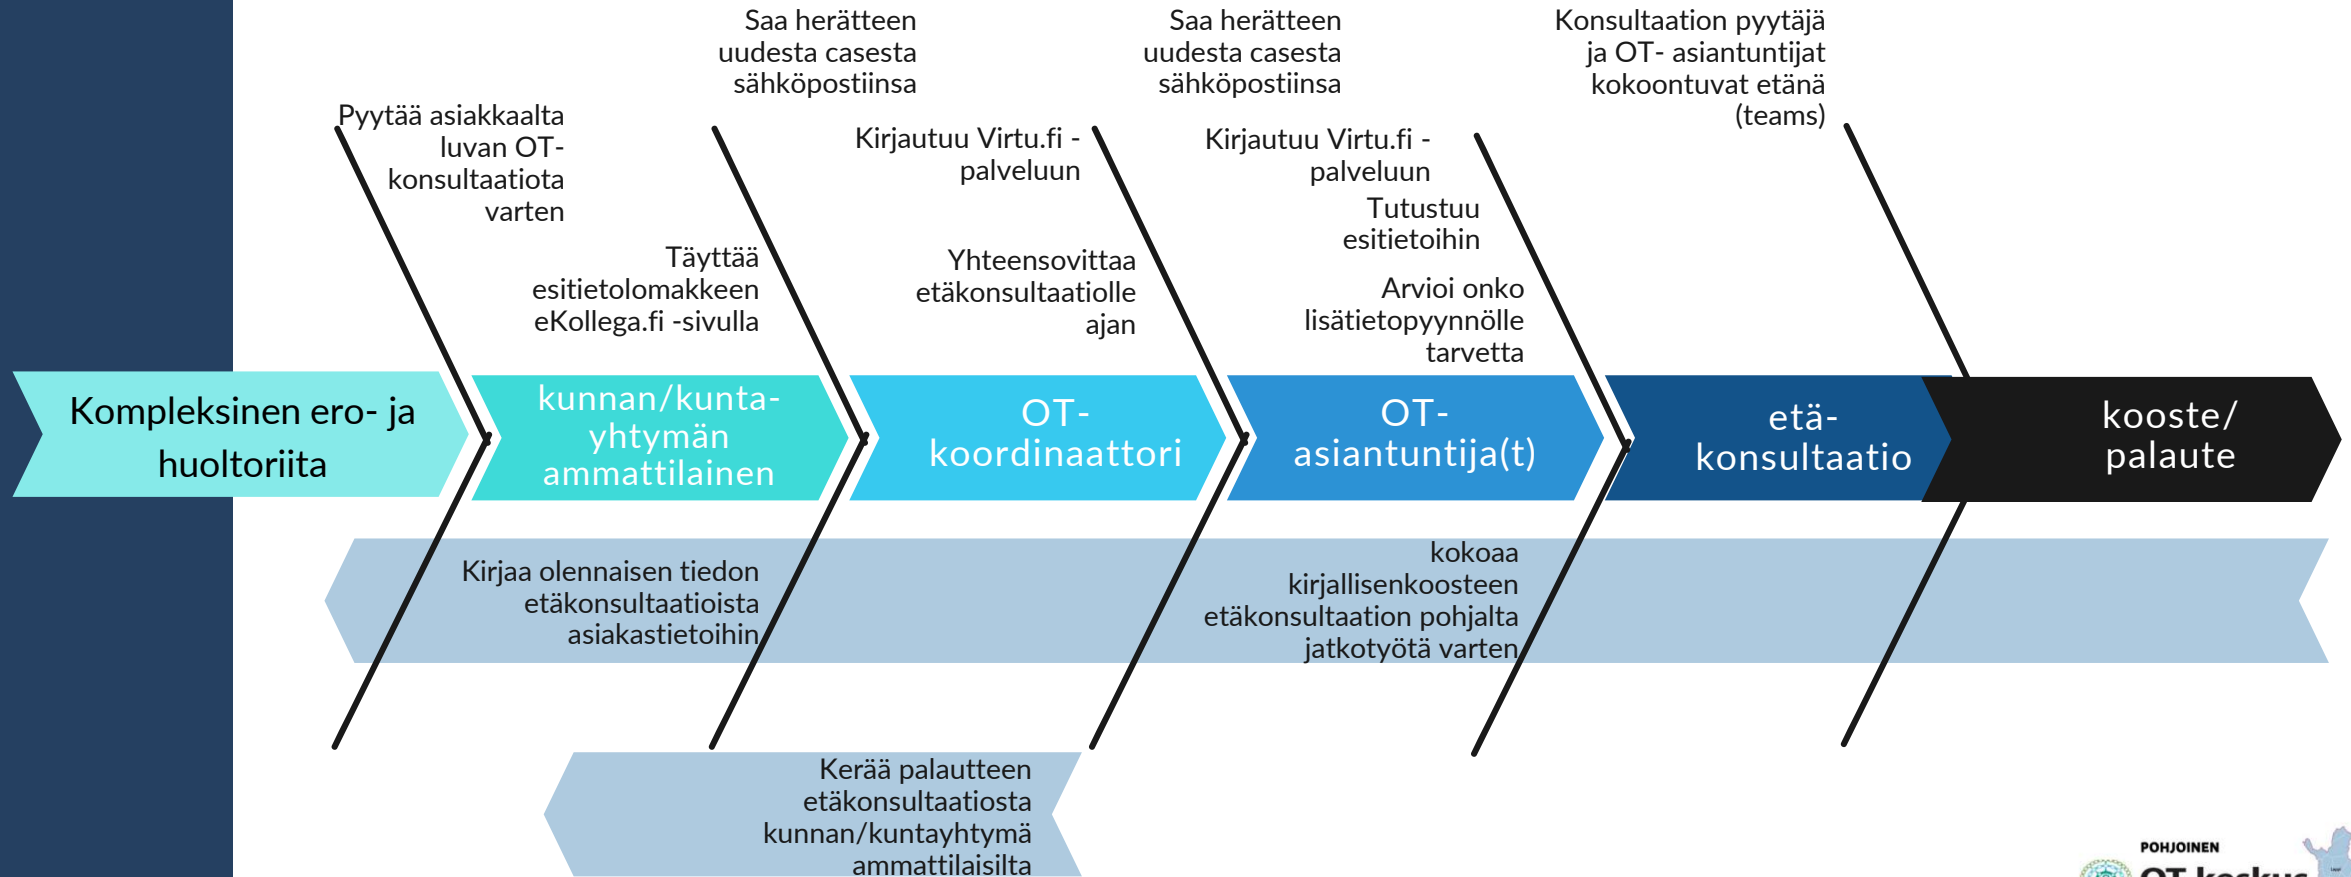 Saa herätteen
uudesta casesta
sähköpostiinsa
Saa herätteen
uudesta casesta
sähköpostiinsa
Konsultaation pyytäjä
ja OT- asiantuntijat
kokoontuvat etänä
(teams)
Pyytää asiakkaalta
luvan OT-
konsultaatiota
varten
Kirjautuu Virtu.fi -
palveluun
Kirjautuu Virtu.fi -
palveluun
Tutustuu
esitietoihin
Täyttää
esitietolomakkeen
eKollega.fi -sivulla
Yhteensovittaa
etäkonsultaatiolle
ajan
Arvioi onko
lisätietopyynnölle
tarvetta
Kompleksinen ero- ja
huoltoriita
kunnan/kunta-
yhtymän
ammattilainen
OT-
koordinaattori
OT-
asiantuntija(t)
etä-
konsultaatio
kooste/
palaute
Kirjaa olennaisen tiedon
etäkonsultaatioista
asiakastietoihin
kokoaa
kirjallisenkoosteen
etäkonsultaation pohjalta
jatkotyötä varten
Kerää palautteen
etäkonsultaatiosta
kunnan/kuntayhtymä
ammattilaisilta
POHJOINEN
OT-keskus